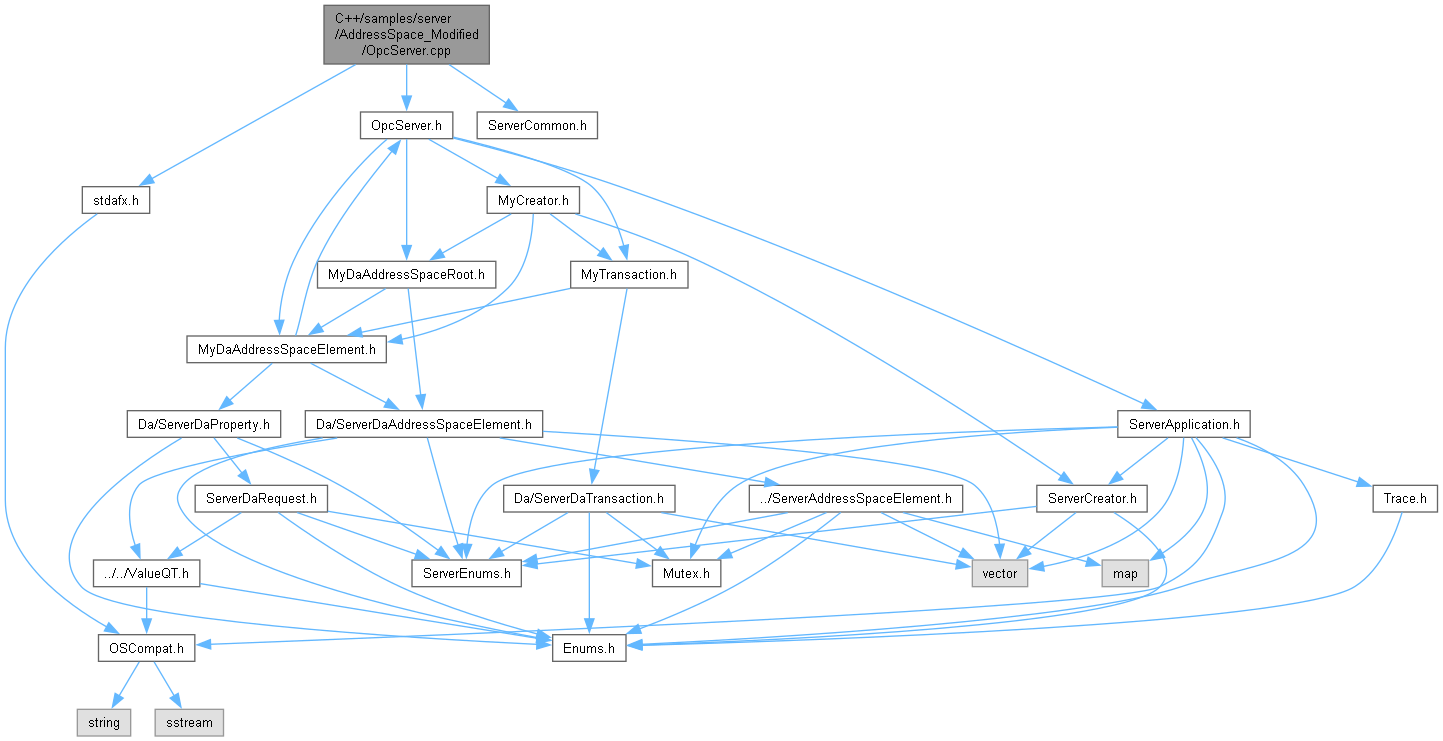 C++/samples/server
/AddressSpace_Modified
/OpcServer.cpp
OpcServer.h
ServerCommon.h
stdafx.h
MyCreator.h
MyDaAddressSpaceRoot.h
MyTransaction.h
MyDaAddressSpaceElement.h
Da/ServerDaProperty.h
Da/ServerDaAddressSpaceElement.h
ServerApplication.h
ServerDaRequest.h
Da/ServerDaTransaction.h
../ServerAddressSpaceElement.h
ServerCreator.h
Trace.h
../../ValueQT.h
ServerEnums.h
Mutex.h
vector
map
OSCompat.h
Enums.h
string
sstream